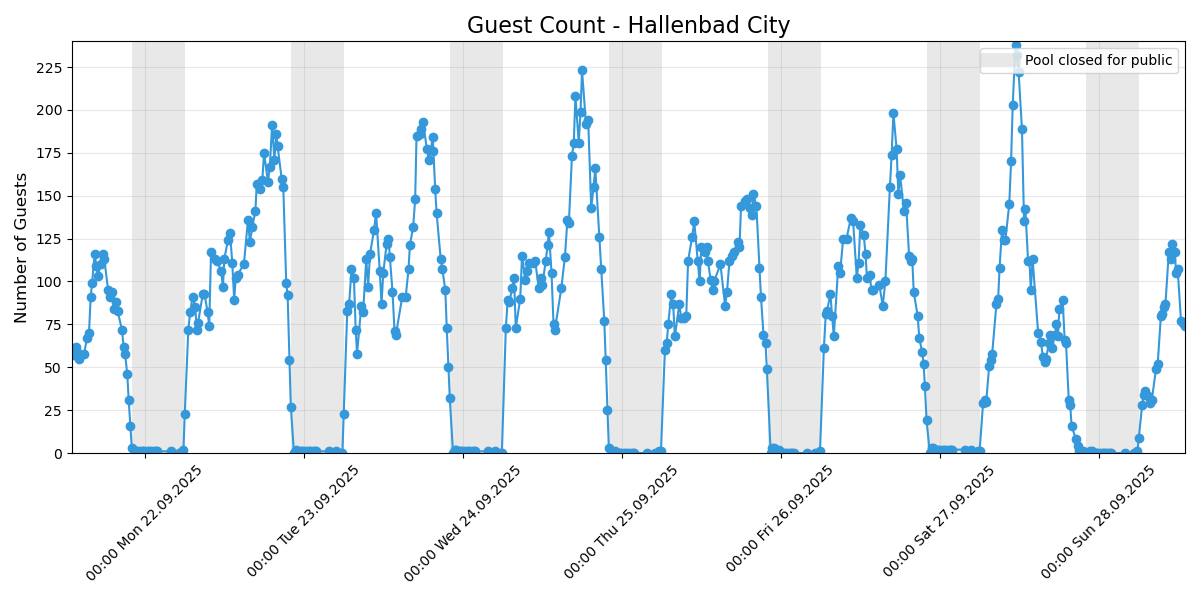 Guest Count - Hallenbad City
Pool closed for public
Number of Guests
225
200
175
150
125
100
75
50
25
0
00:00 Mon 22.09.2025
00:00 Tue 23.09.2025
00:00 Wed 24.09.2025
00:00 Thu 25.09.2025
00:00 Fri 26.09.2025
00:00 Sat 27.09.2025
00:00 Sun 28.09.2025